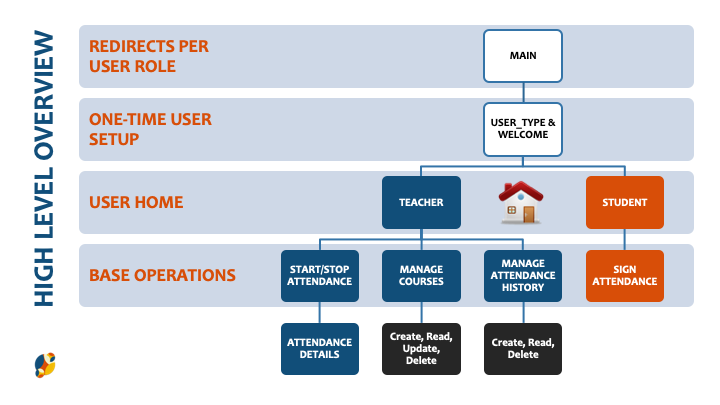 HIGH LEVEL OVERVIEW
REDIRECTS PER
USER ROLE
MAIN
ONE-TIME USER
SETUP
USER_TYPE &
WELCOME
USER HOME
TEACHER
STUDENT
BASE OPERATIONS
START/STOP
ATTENDANCE
MANAGE
COURSES
MANAGE
ATTENDANCE
HISTORY
SIGN
ATTENDANCE
ATTENDANCE
DETAILS
Create, Read,
Update,
Delete
Create, Read,
Delete